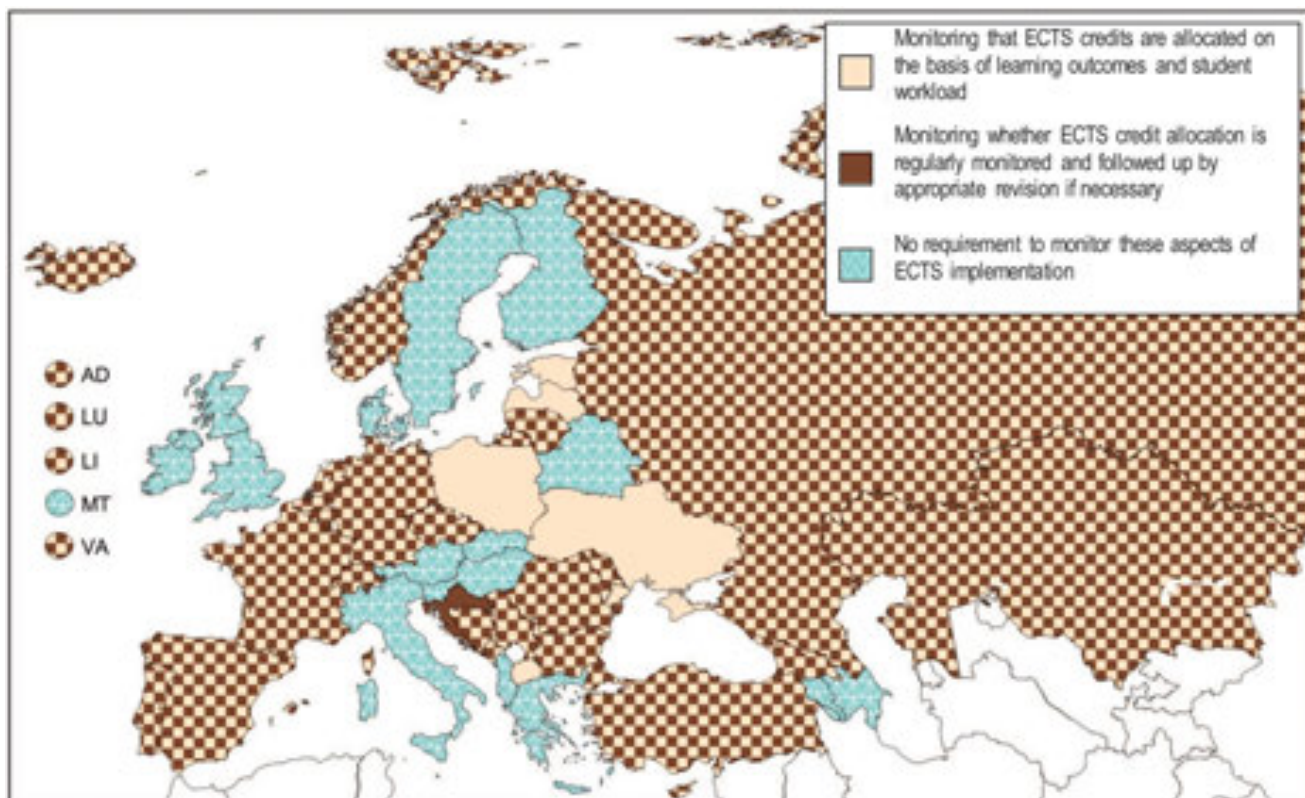 Monitoring that ECTS credits are allocated on
the basis of learning outcomes and student
workload
Monitoring whether ECTS credit allocation is
regularly monitored and followed up by
appropriate revision if necessary
No requirement to monitor these aspects of
ECTS implementation
AD
LU
LI
MT
VA